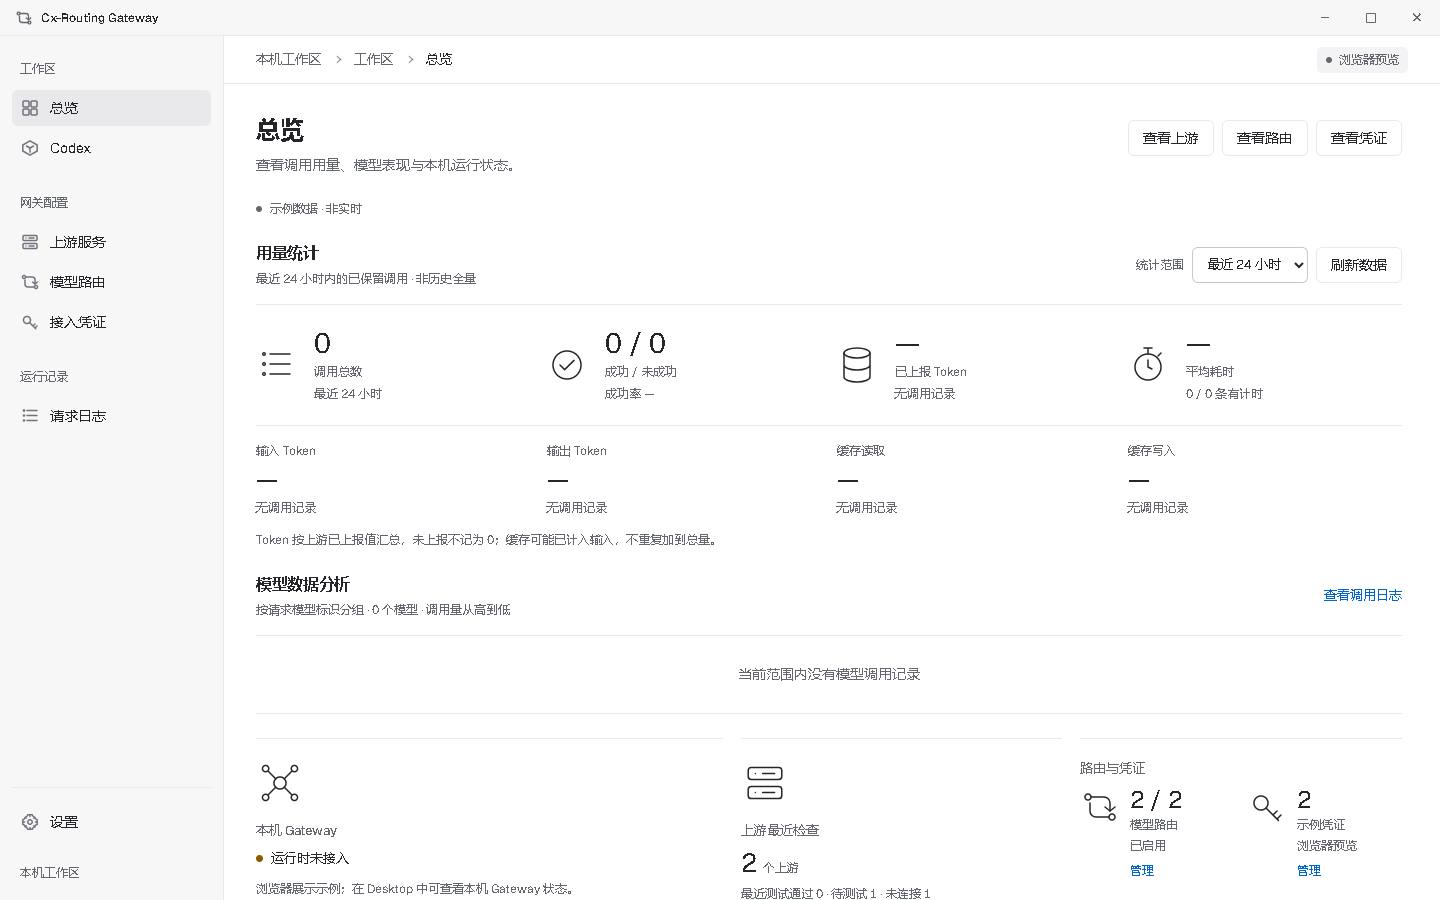 Cx-Routing Gateway
工作区
总览
Codex
网关配置
上游服务
模型路由
接入凭证
运行记录
请求日志
设置
本机工作区
本机工作区 › 工作区 › 总览
浏览器预览
总览
查看调用用量、模型表现与本机运行状态。
查看上游
查看路由
查看凭证
示例数据 · 非实时
用量统计
最近 24 小时内的已保留调用 · 非历史全量
统计范围
最近 24 小时
刷新数据
0
调用总数
最近 24 小时
0 / 0
成功 / 未成功
成功率 —
—
已上报 Token
无调用记录
—
平均耗时
0 / 0 条有计时
输入 Token
—
无调用记录
输出 Token
—
无调用记录
缓存读取
—
无调用记录
缓存写入
—
无调用记录
Token 按上游已上报值汇总，未上报不记为 0；缓存可能已计入输入，不重复加到总量。
模型数据分析
按请求模型标识分组 · 0 个模型 · 调用量从高到低
查看调用日志
当前范围内没有模型调用记录
本机 Gateway
运行时未接入
浏览器展示示例；在 Desktop 中可查看本机 Gateway 状态。
上游最近检查
2 个上游
最近测试通过 0 · 待测试 1 · 未连接 1
路由与凭证
2 / 2
模型路由
已启用
管理
2
示例凭证
浏览器预览
管理